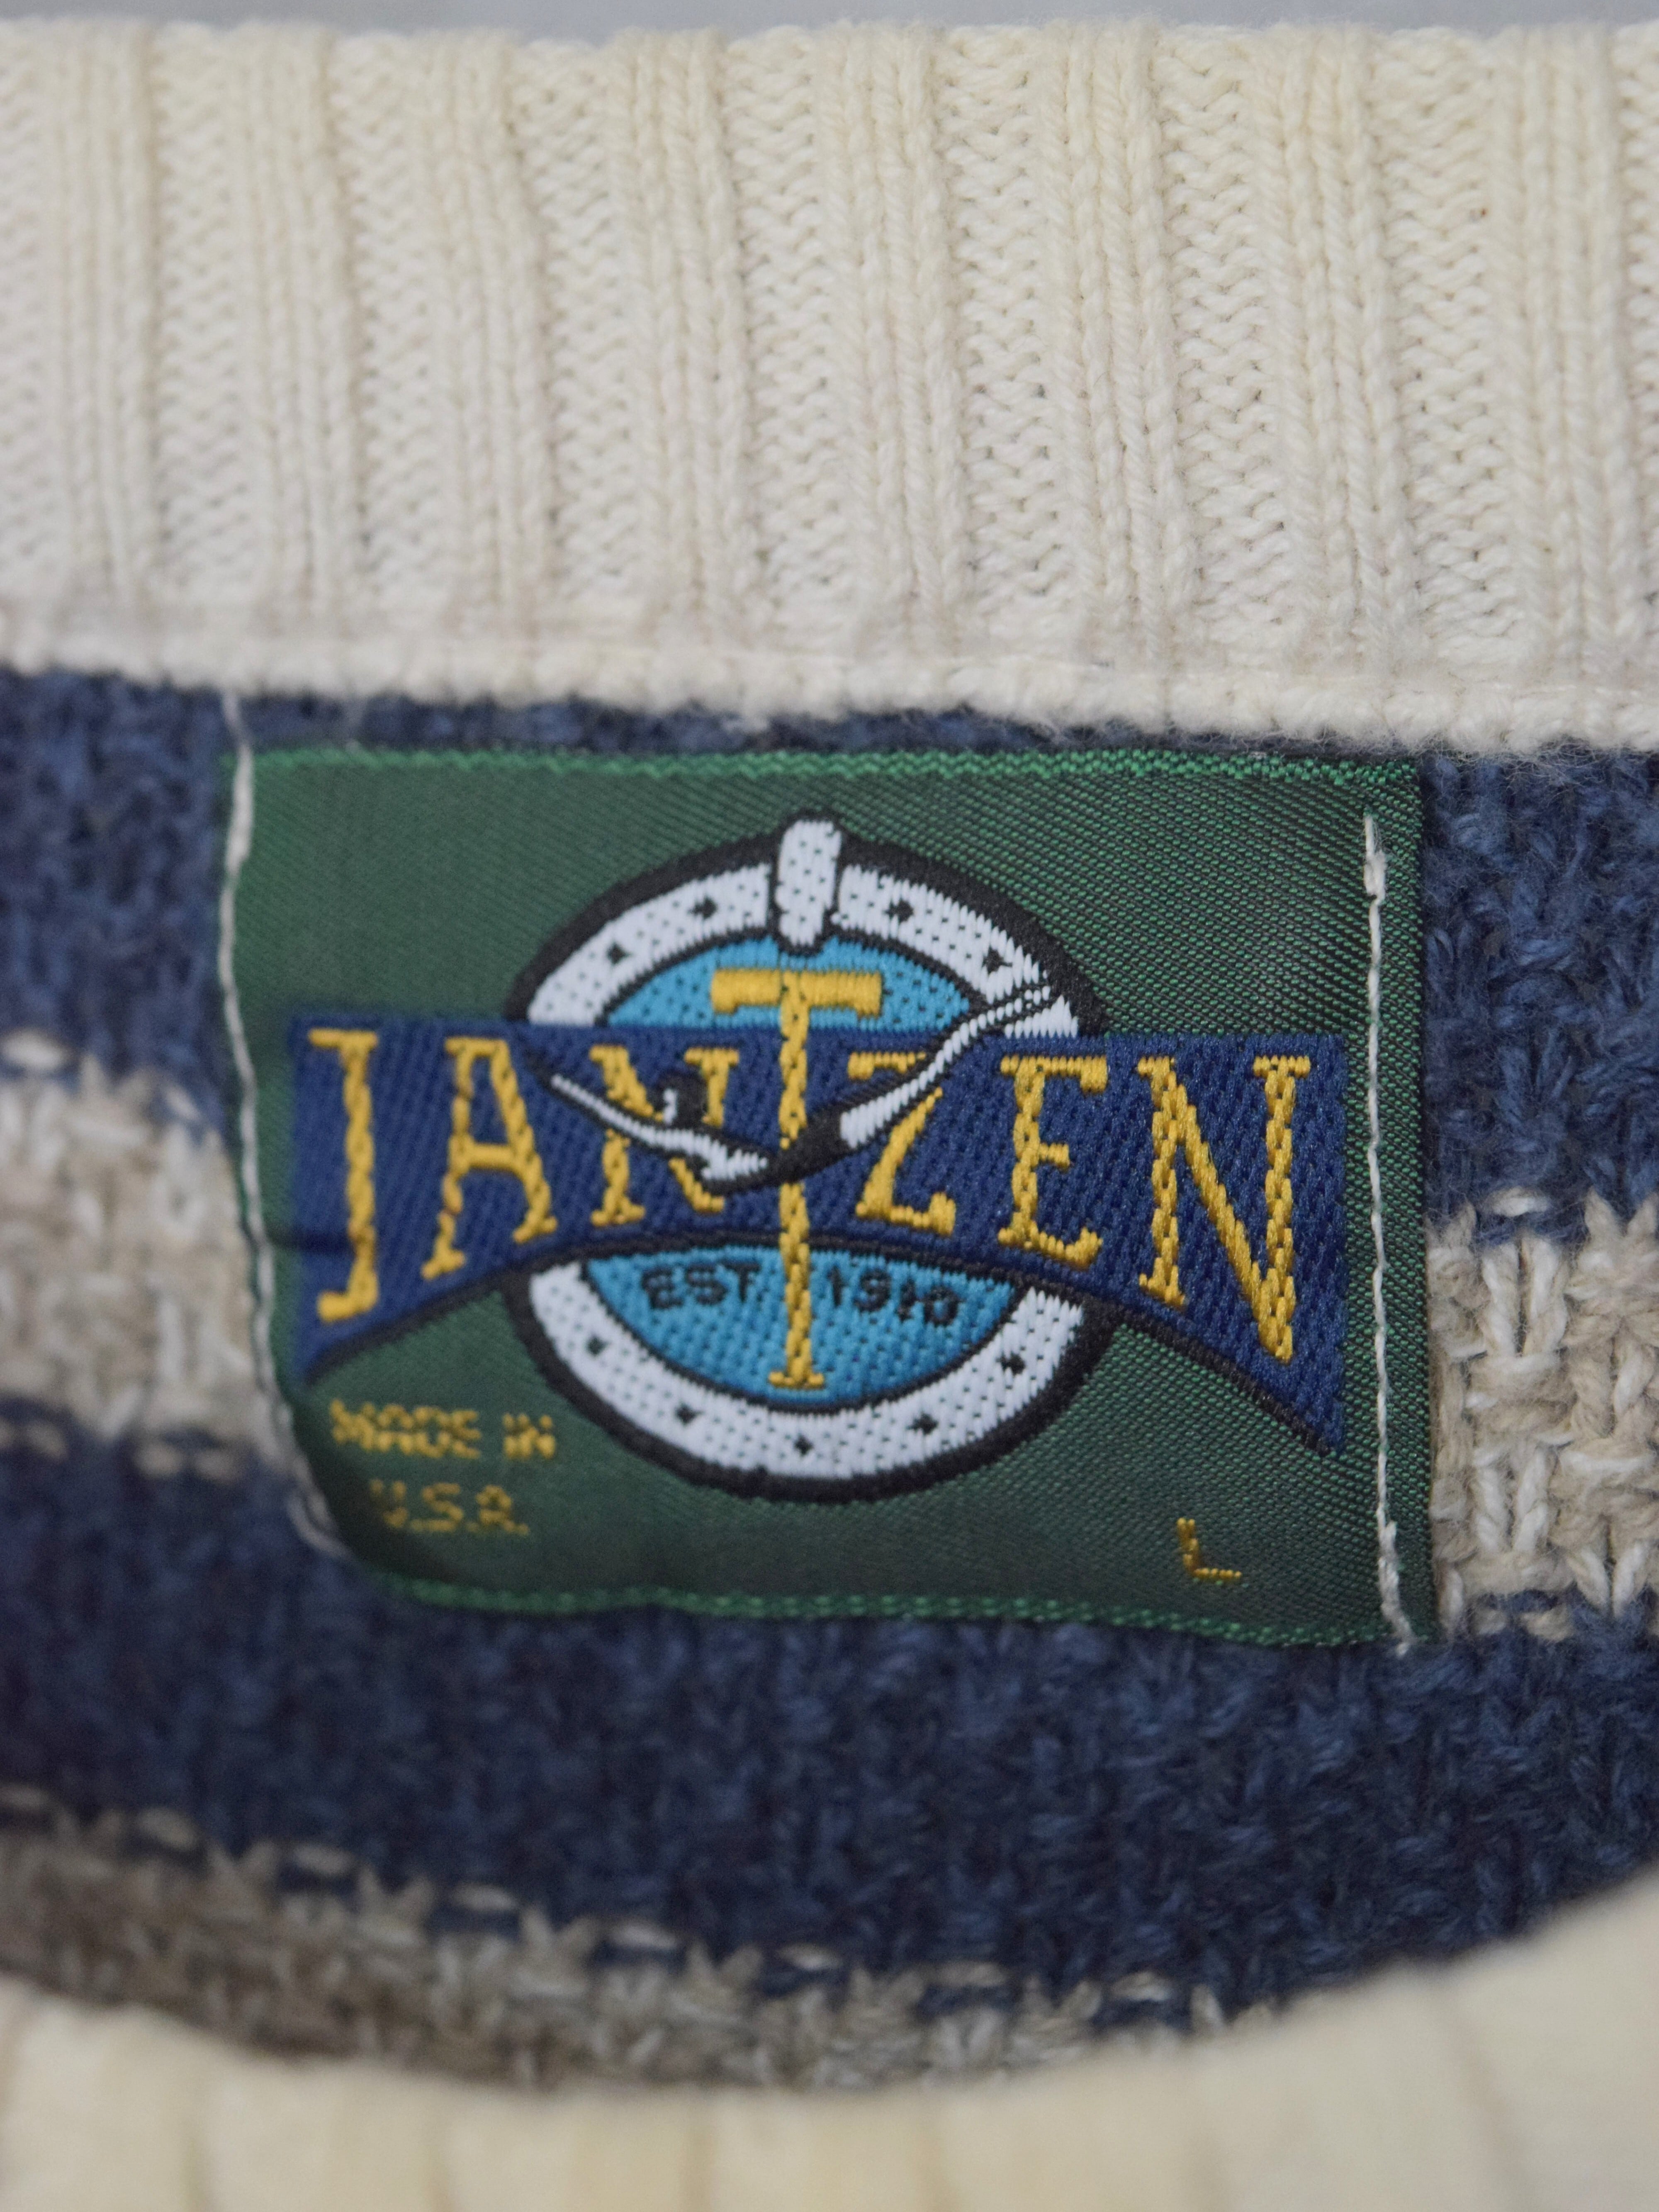 JANTZEN
EST. 1910
MADE IN
U.S.A.
L